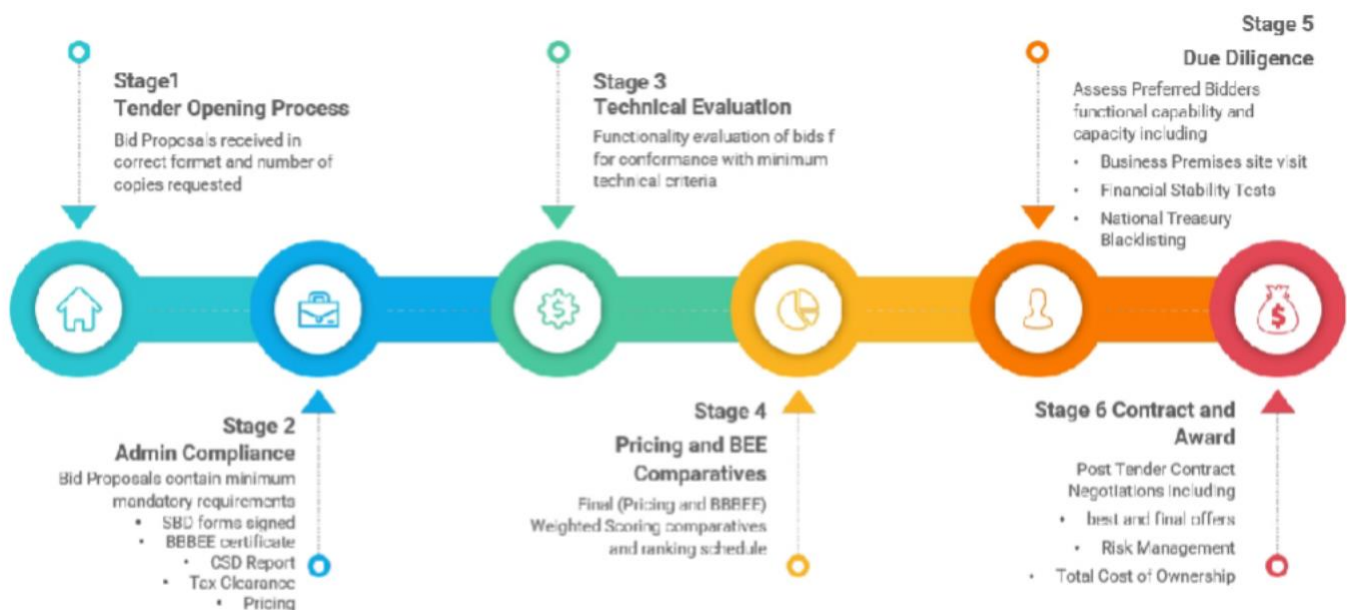 Stage1
Tender Opening Process
Bid Proposals received in
correct format and number of
copies requested
Stage 2
Admin Compliance
Bid Proposals contain minimum
mandatory requirements
• SBD forms signed
• BBBEE certificate
• CSD Report
• Tax Clearance
• Pricing
Stage 3
Technical Evaluation
Functionality evaluation of bids f
for conformance with minimum
technical criteria
Stage 4
Pricing and BEE
Comparatives
Final (Pricing and BBBEE)
Weighted Scoring comparatives
and ranking schedule
Stage 5
Due Diligence
Assess Preferred Bidders
functional capability and
capacity including
• Business Premises site visit
• Financial Stability Tests
• National Treasury
Blacklisting
Stage 6 Contract and
Award
Post Tender Contract
Negotiations Including
• best and final offers
• Risk Management
• Total Cost of Ownership
$
$